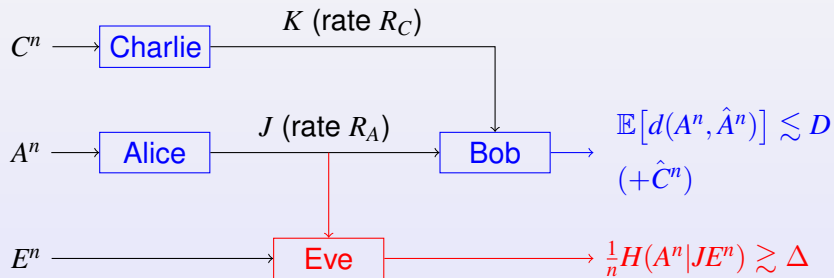 K (rate R_C)
C^n Charlie
J (rate R_A)
A^n Alice Bob 𝔼[d(A^n, Â^n)] ≲ D
(+Ĉ^n)
E^n Eve 1/n H(A^n|JE^n) ≳ Δ